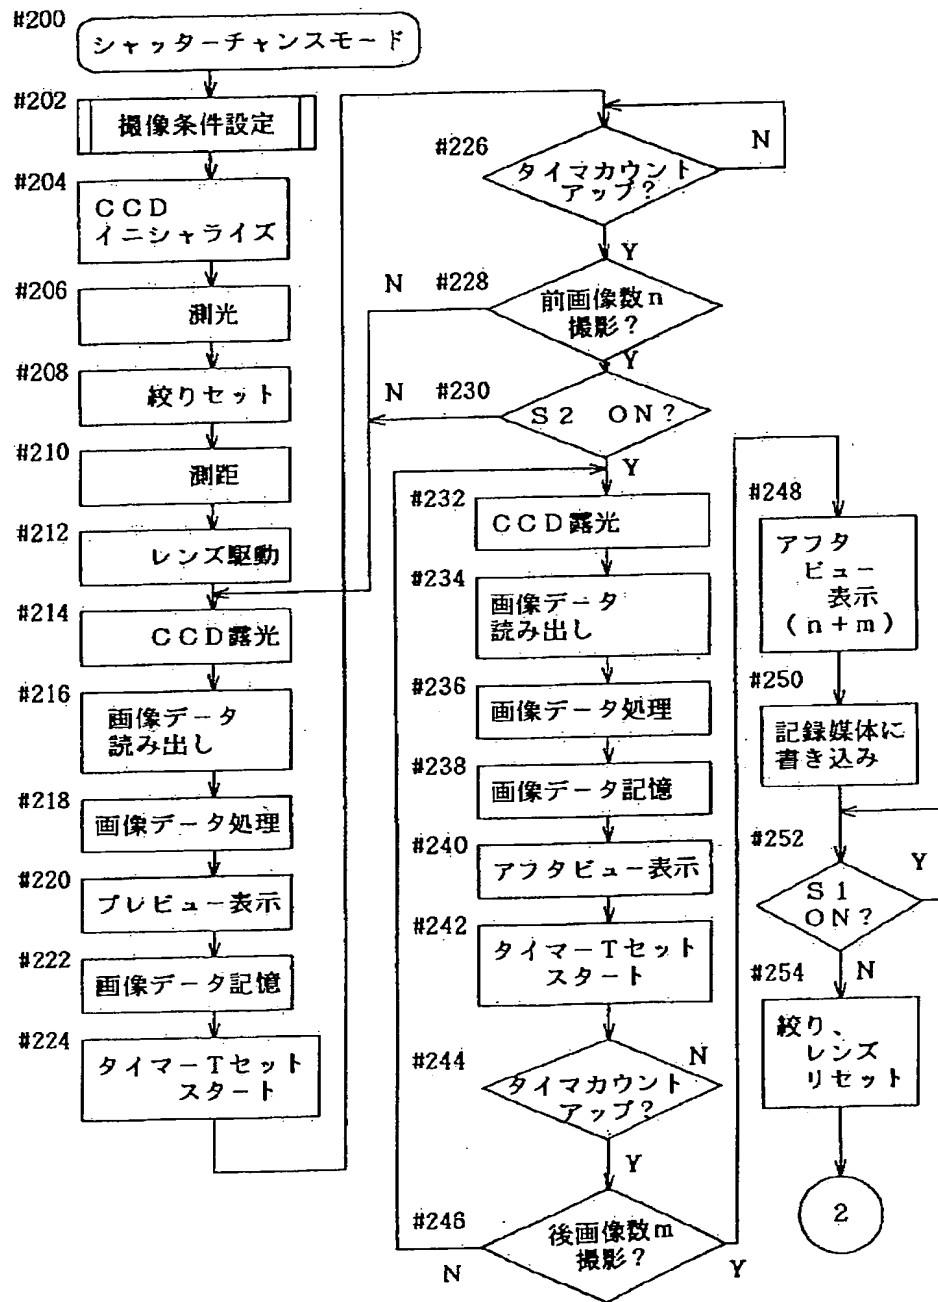 #200
シャッターチャンスモード
#202
撮像条件設定
#204
ＣＣＤ
イニシャライズ
#206
測光
#208
絞りセット
#210
測距
#212
レンズ駆動
#214
ＣＣＤ露光
#216
画像データ
読み出し
#218
画像データ処理
#220
プレビュー表示
#222
画像データ記憶
#224
タイマーＴセット
スタート
#226
タイマカウント
アップ？
N
Y
#228
前画像数ｎ
撮影？
N
Y
#230
Ｓ２ ＯＮ？
N
Y
#232
ＣＣＤ露光
#234
画像データ
読み出し
#236
画像データ処理
#238
画像データ記憶
#240
アフタビュー表示
#242
タイマーＴセット
スタート
#244
タイマカウント
アップ？
N
Y
#246
後画像数ｍ
撮影？
N
Y
#248
アフタ
ビュー
表示
（ｎ＋ｍ）
#250
記録媒体に
書き込み
#252
Ｓ１
ＯＮ？
Y
N
#254
絞り、
レンズ
リセット
2